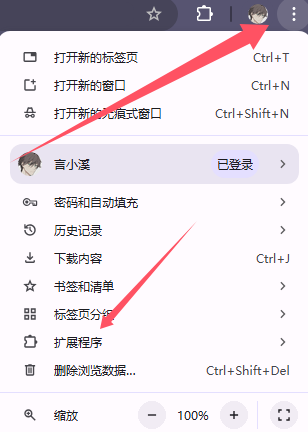 打开新的标签页 Ctrl+T
打开新的窗口 Ctrl+N
打开新的无痕式窗口 Ctrl+Shift+N
言小溪 已登录
密码和自动填充
历史记录
下载内容 Ctrl+J
书签和清单
标签页分组
扩展程序
删除浏览数据... Ctrl+Shift+Del
缩放 − 100% +